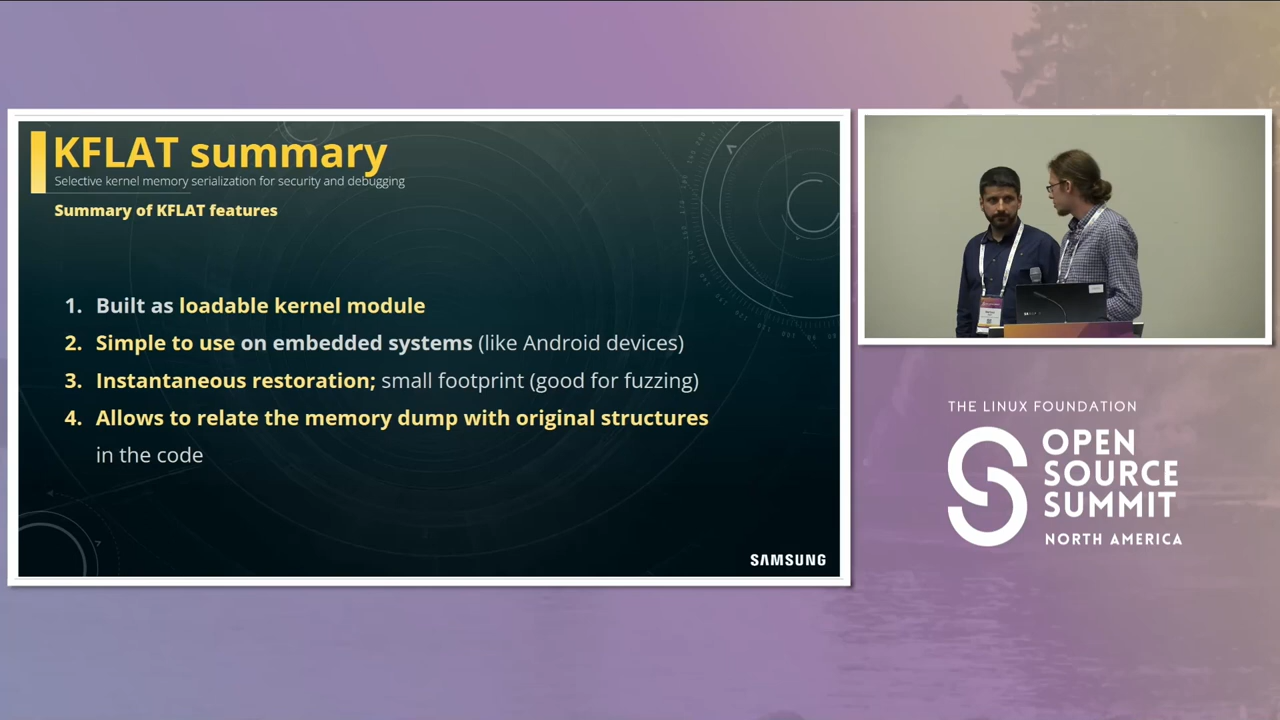 KFLAT summary
Selective kernel memory serialization for security and debugging
Summary of KFLAT features
1. Built as loadable kernel module
2. Simple to use on embedded systems (like Android devices)
3. Instantaneous restoration; small footprint (good for fuzzing)
4. Allows to relate the memory dump with original structures
in the code
SAMSUNG
THE LINUX FOUNDATION
OPEN
SOURCE
SUMMIT
NORTH AMERICA